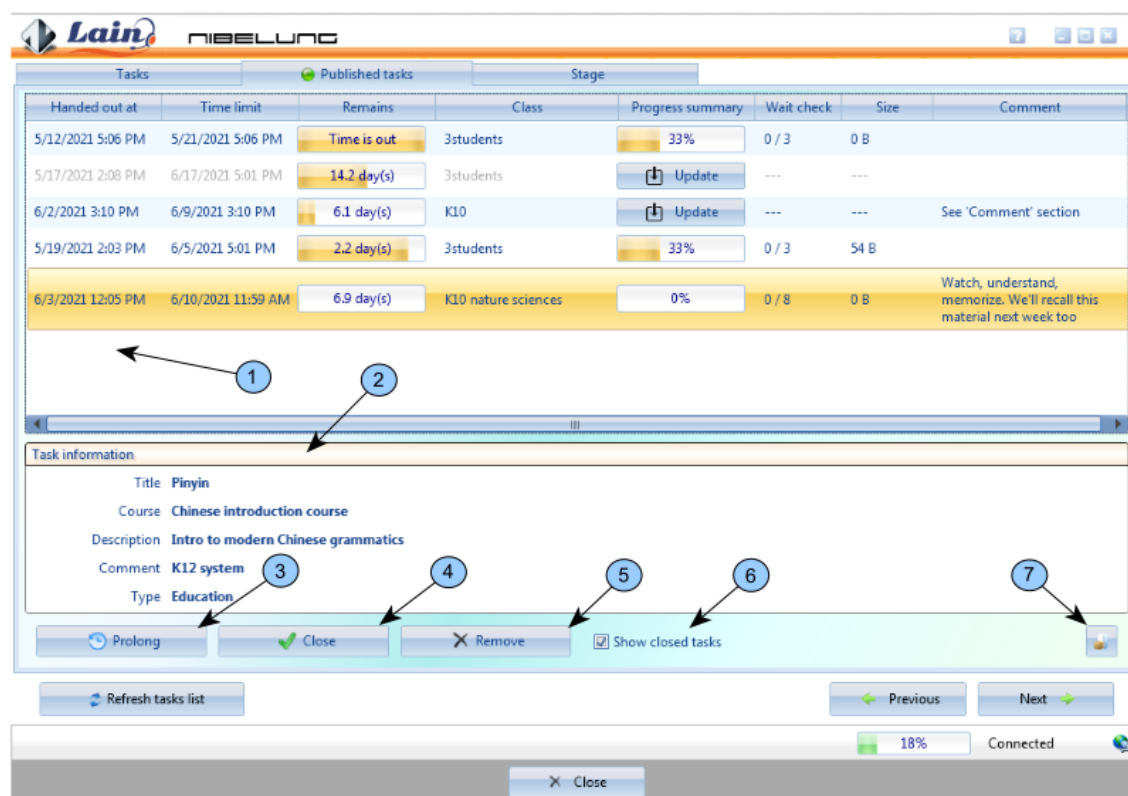 Lain
NIBELUNG
?
Tasks Published tasks Stage
Handed out at Time limit Remains Class Progress summary Wait check Size Comment
5/12/2021 5:06 PM 5/21/2021 5:06 PM Time is out 3students 33% 0 / 3 0 B
5/17/2021 2:08 PM 6/17/2021 5:01 PM 14.2 day(s) 3students Update --- ---
6/2/2021 3:10 PM 6/9/2021 3:10 PM 6.1 day(s) K10 Update --- --- See 'Comment' section
5/19/2021 2:03 PM 6/5/2021 5:01 PM 2.2 day(s) 3students 33% 0 / 3 54 B
Watch, understand,
6/3/2021 12:05 PM 6/10/2021 11:59 AM 6.9 day(s) K10 nature sciences 0% 0 / 8 0 B memorize. We'll recall this
material next week too
1
2
Task information
Title Pinyin
Course Chinese introduction course
Description Intro to modern Chinese grammatics
Comment K12 system
Type Education
3 4 5 6 7
Prolong Close Remove Show closed tasks
Refresh tasks list Previous Next
18% Connected
Close